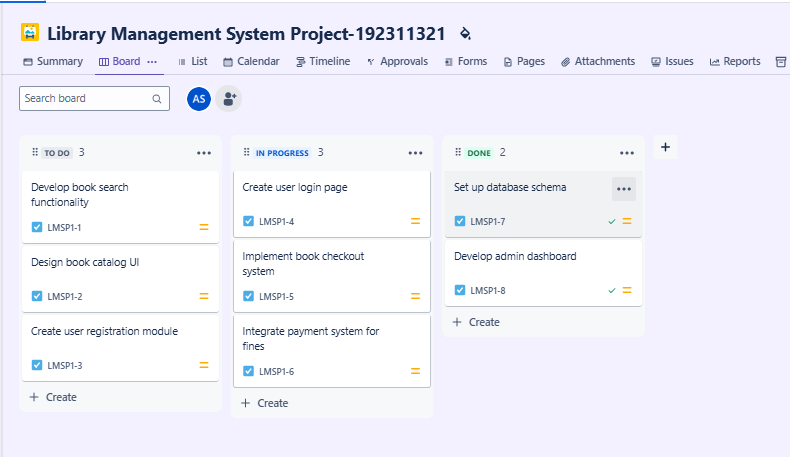 Library Management System Project-192311321
Summary Board List Calendar Timeline Approvals Forms Pages Attachments Issues Reports
Search board
AS
TO DO 3
Develop book search
functionality
LMSP1-1
Design book catalog UI
LMSP1-2
Create user registration module
LMSP1-3
+ Create
IN PROGRESS 3
Create user login page
LMSP1-4
Implement book checkout
system
LMSP1-5
Integrate payment system for
fines
LMSP1-6
+ Create
DONE 2
Set up database schema
LMSP1-7
Develop admin dashboard
LMSP1-8
+ Create